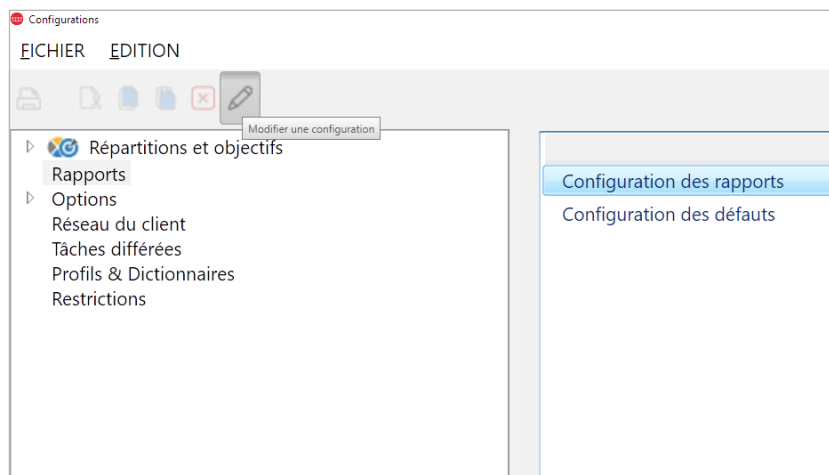 Configurations
FICHIER EDITION
Modifier une configuration
Répartitions et objectifs
Rapports
Options
Réseau du client
Tâches différées
Profils & Dictionnaires
Restrictions
Configuration des rapports
Configuration des défauts